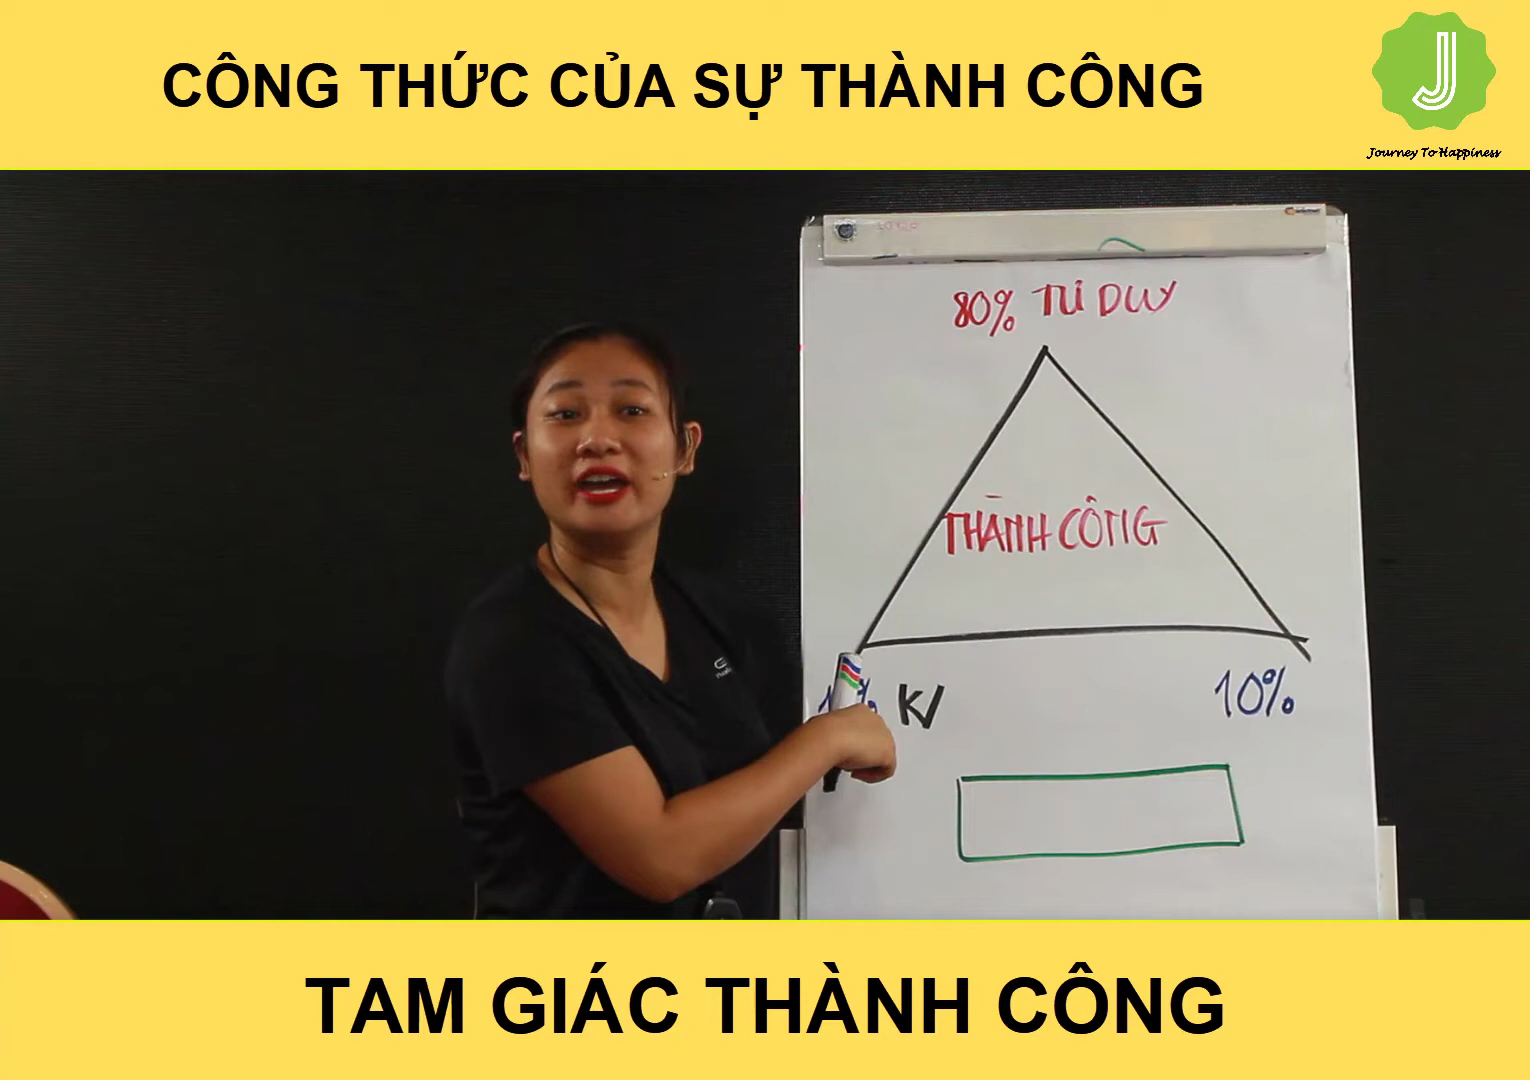 CÔNG THỨC CỦA SỰ THÀNH CÔNG
Journey To Happiness
80% TƯ DUY
THÀNH CÔNG
K
10%
TAM GIÁC THÀNH CÔNG